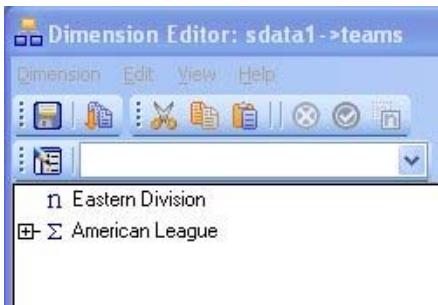 Dimension Editor: sdata1->teams
Dimension Edit View Help
n Eastern Division
Σ American League